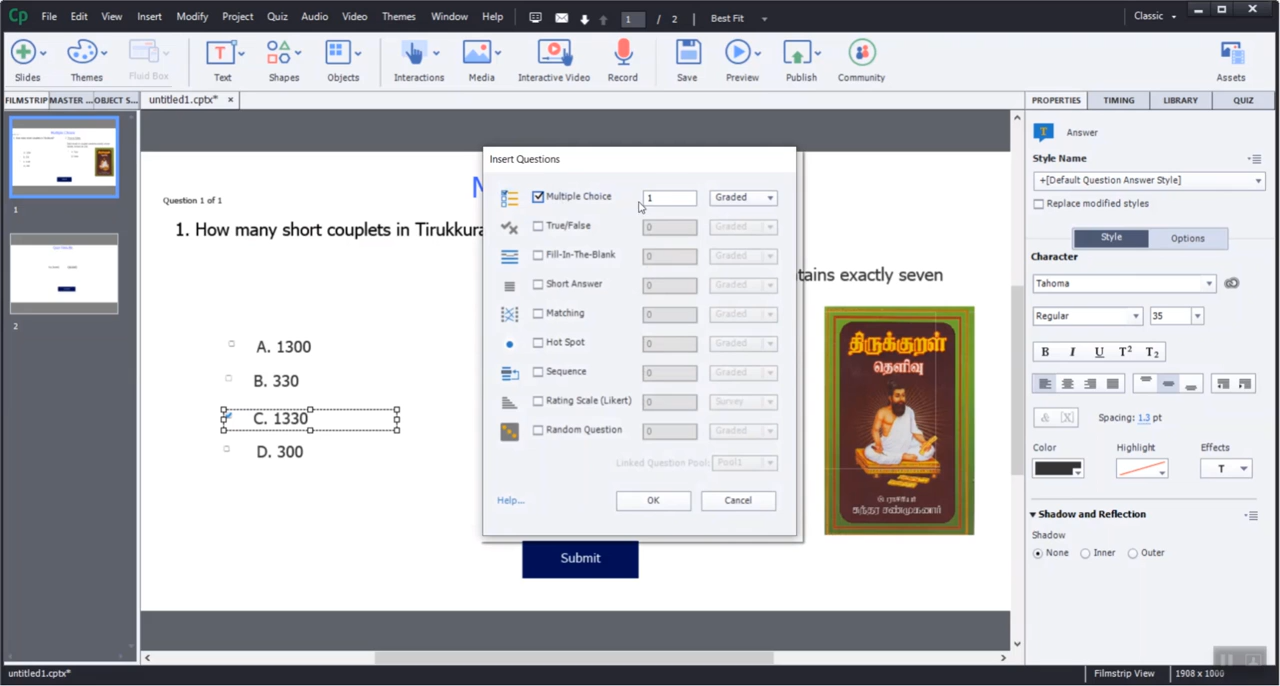 Cp File Edit View Insert Modify Project Quiz Audio Video Themes Window Help 1 / 2 Best Fit Classic
Slides Themes Fluid Box Text Shapes Objects Interactions Media Interactive Video Record Save Preview Publish Community Assets
FILMSTRIP MASTER ... OBJECT S... untitled1.cptx* × PROPERTIES TIMING LIBRARY QUIZ
1
2
Question 1 of 1
1. How many short couplets in Tirukkura
tains exactly seven
A. 1300
B. 330
C. 1330
D. 300
Submit
திருக்குறள்
தெளிவு
Insert Questions
Multiple Choice 1 Graded
True/False 0 Graded
Fill-In-The-Blank 0 Graded
Short Answer 0 Graded
Matching 0 Graded
Hot Spot 0 Graded
Sequence 0 Graded
Rating Scale (Likert) 0 Survey
Random Question 0 Graded
Linked Question Pool: Pool1
Help... OK Cancel
Answer
Style Name
+[Default Question Answer Style]
Replace modified styles
Style Options
Character
Tahoma
Regular 35
B I U T2 T2
Spacing: 1.3 pt
Color Highlight Effects
T
Shadow and Reflection
Shadow
None Inner Outer
untitled1.cptx* Filmstrip View 1908 x 1000